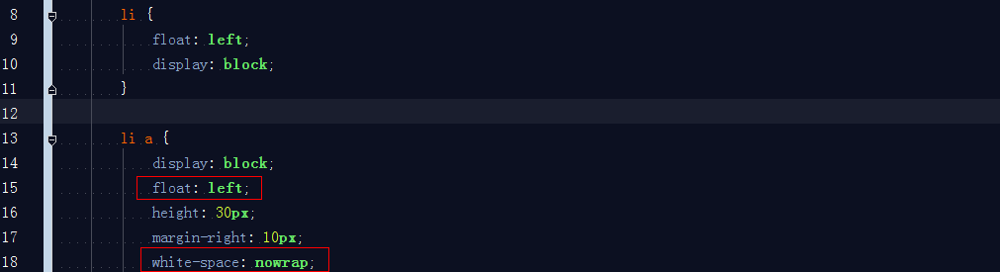 8 li {
9 float: left;
10 display: block;
11 }
12
13 li a {
14 display: block;
15 float: left;
16 height: 30px;
17 margin-right: 10px;
18 white-space: nowrap;